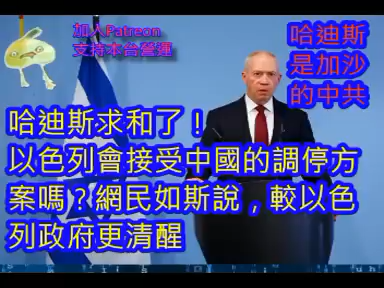 加入Patreon
支持本台營運
哈迪斯
是加沙
的中共
哈迪斯求和了！
以色列會接受中國的調停方
案嗎？網民如斯說，較以色
列政府更清醒